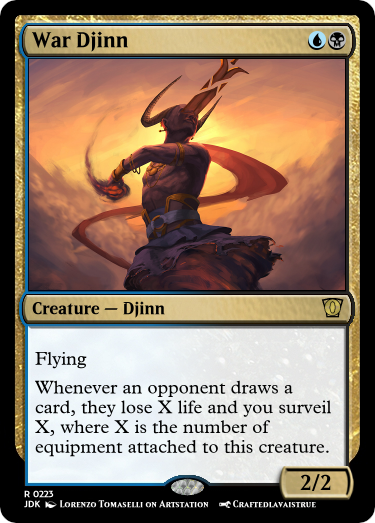 War Djinn
Creature — Djinn
Flying
Whenever an opponent draws a
card, they lose X life and you surveil
X, where X is the number of
equipment attached to this creature.
2/2
R 0223
JDK Lorenzo Tomaselli on Artstation Craftedlavaistrue